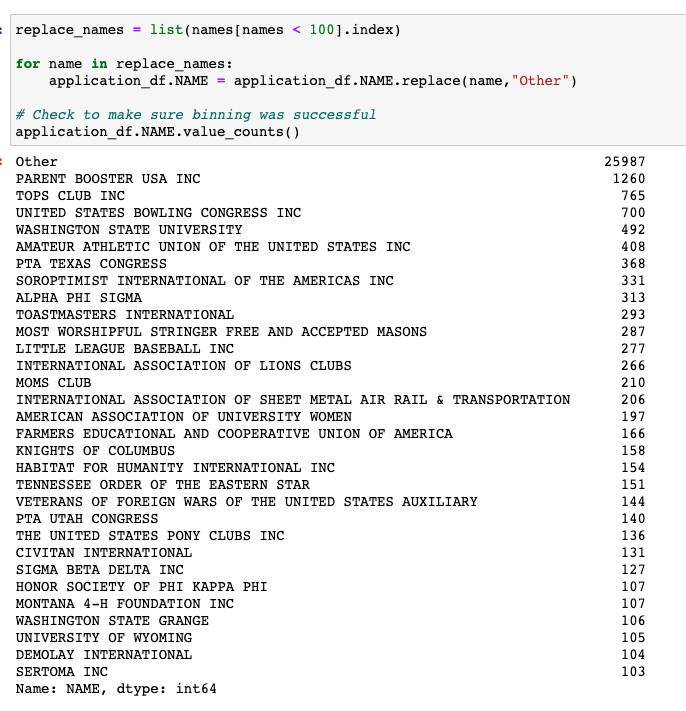 replace_names = list(names[names < 100].index)
for name in replace_names:
    application_df.NAME = application_df.NAME.replace(name,"Other")
# Check to make sure binning was successful
application_df.NAME.value_counts()
Other 25987
PARENT BOOSTER USA INC 1260
TOPS CLUB INC 765
UNITED STATES BOWLING CONGRESS INC 700
WASHINGTON STATE UNIVERSITY 492
AMATEUR ATHLETIC UNION OF THE UNITED STATES INC 408
PTA TEXAS CONGRESS 368
SOROPTIMIST INTERNATIONAL OF THE AMERICAS INC 331
ALPHA PHI SIGMA 313
TOASTMASTERS INTERNATIONAL 293
MOST WORSHIPFUL STRINGER FREE AND ACCEPTED MASONS 287
LITTLE LEAGUE BASEBALL INC 277
INTERNATIONAL ASSOCIATION OF LIONS CLUBS 266
MOMS CLUB 210
INTERNATIONAL ASSOCIATION OF SHEET METAL AIR RAIL & TRANSPORTATION 206
AMERICAN ASSOCIATION OF UNIVERSITY WOMEN 197
FARMERS EDUCATIONAL AND COOPERATIVE UNION OF AMERICA 166
KNIGHTS OF COLUMBUS 158
HABITAT FOR HUMANITY INTERNATIONAL INC 154
TENNESSEE ORDER OF THE EASTERN STAR 151
VETERANS OF FOREIGN WARS OF THE UNITED STATES AUXILIARY 144
PTA UTAH CONGRESS 140
THE UNITED STATES PONY CLUBS INC 136
CIVITAN INTERNATIONAL 131
SIGMA BETA DELTA INC 127
HONOR SOCIETY OF PHI KAPPA PHI 107
MONTANA 4-H FOUNDATION INC 107
WASHINGTON STATE GRANGE 106
UNIVERSITY OF WYOMING 105
DEMOLAY INTERNATIONAL 104
SERTOMA INC 103
Name: NAME, dtype: int64